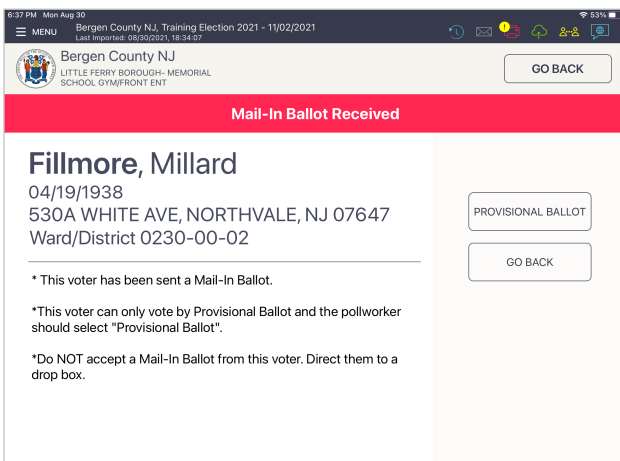 6:37 PM Mon Aug 30
53%
MENU
Bergen County NJ, Training Election 2021 - 11/02/2021
Last Imported: 08/30/2021, 18:34:07
Bergen County NJ
LITTLE FERRY BOROUGH- MEMORIAL
SCHOOL GYM/FRONT ENT
GO BACK
Mail-In Ballot Received
Fillmore, Millard
04/19/1938
530A WHITE AVE, NORTHVALE, NJ 07647
Ward/District 0230-00-02
PROVISIONAL BALLOT
GO BACK
* This voter has been sent a Mail-In Ballot.
*This voter can only vote by Provisional Ballot and the pollworker
should select "Provisional Ballot".
*Do NOT accept a Mail-In Ballot from this voter. Direct them to a
drop box.